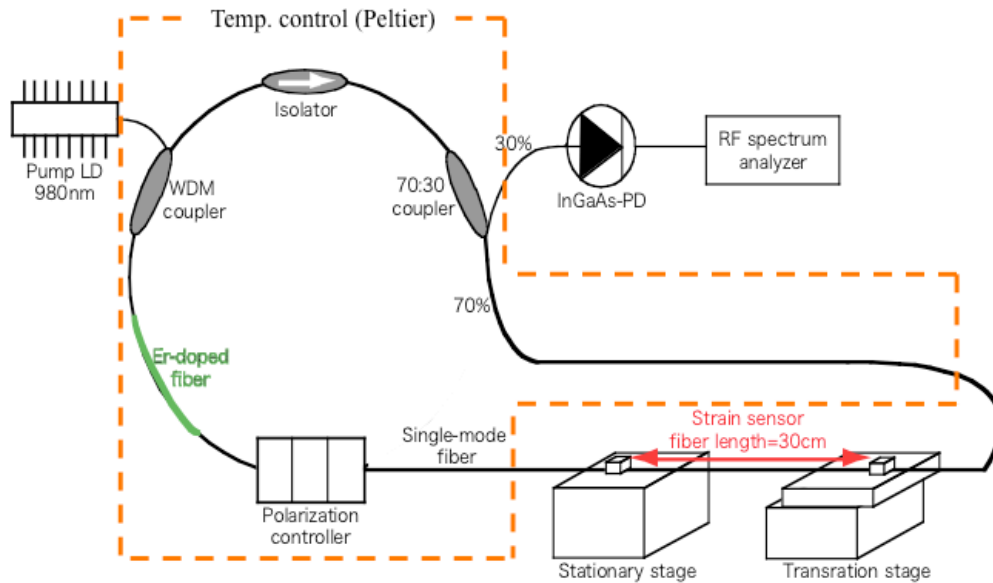 Temp. control (Peltier)
Isolator
Pump LD
980nm
WDM
coupler
70:30
coupler
30%
InGaAs-PD
RF spectrum
analyzer
70%
Er-doped
fiber
Single-mode
fiber
Strain sensor
fiber length=30cm
Polarization
controller
Stationary stage
Transration stage